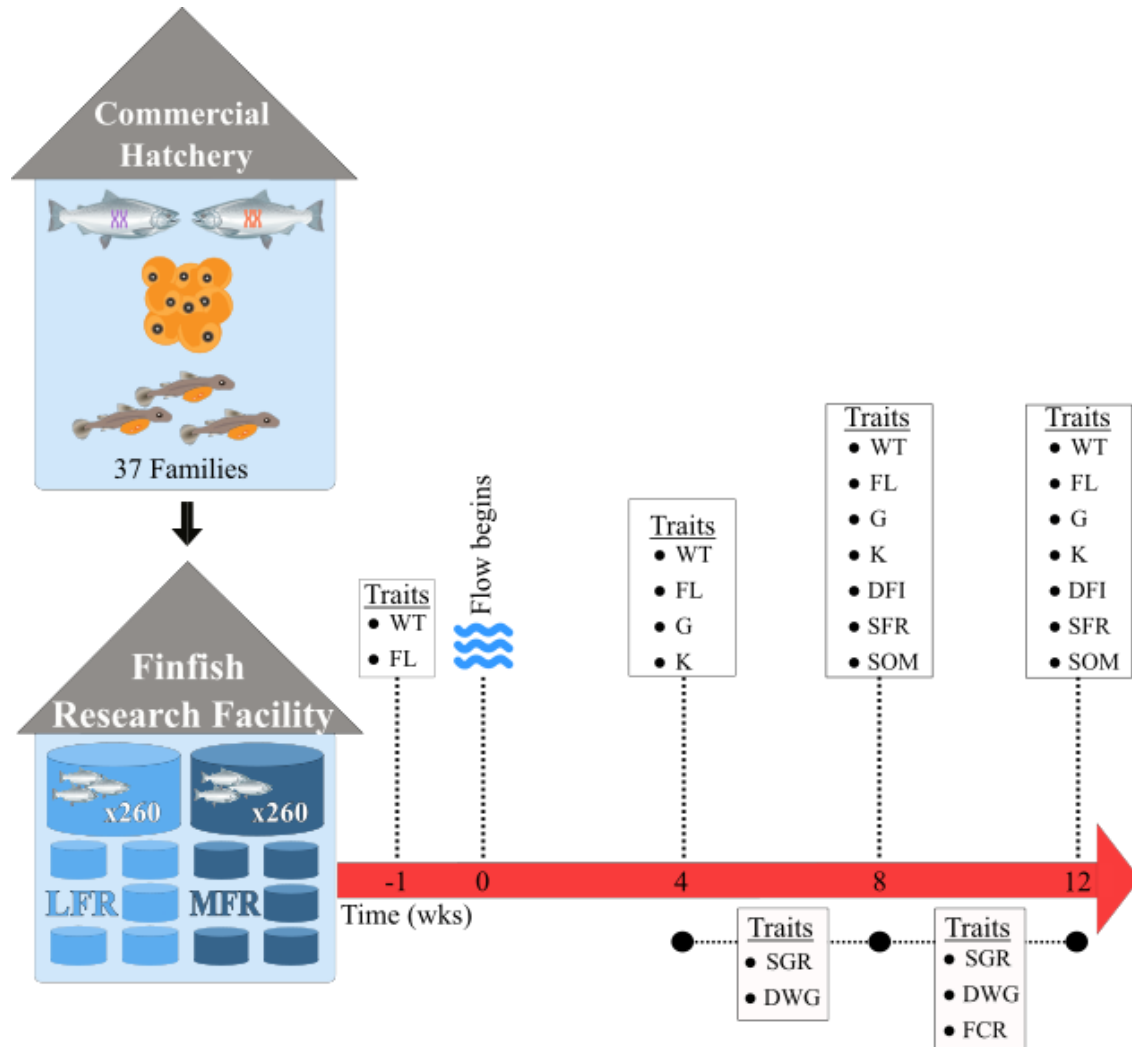 Commercial
Hatchery
XX
XX
37 Families
Finfish
Research Facility
x260
x260
LFR
MFR
Traits
• WT
• FL
Flow begins
Traits
• WT
• FL
• G
• K
Traits
• WT
• FL
• G
• K
• DFI
• SFR
• SOM
Traits
• WT
• FL
• G
• K
• DFI
• SFR
• SOM
-1 0 4 8 12
Time (wks)
Traits
• SGR
• DWG
Traits
• SGR
• DWG
• FCR